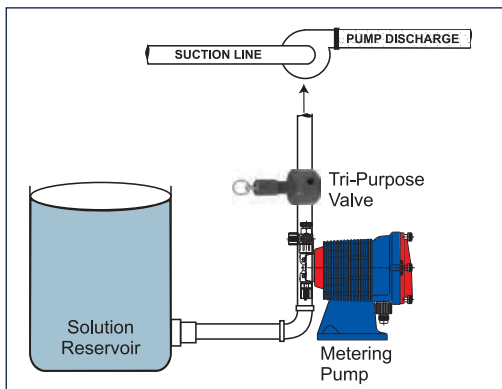 SUCTION LINE
PUMP DISCHARGE
Tri-Purpose
Valve
Solution
Reservoir
Metering
Pump